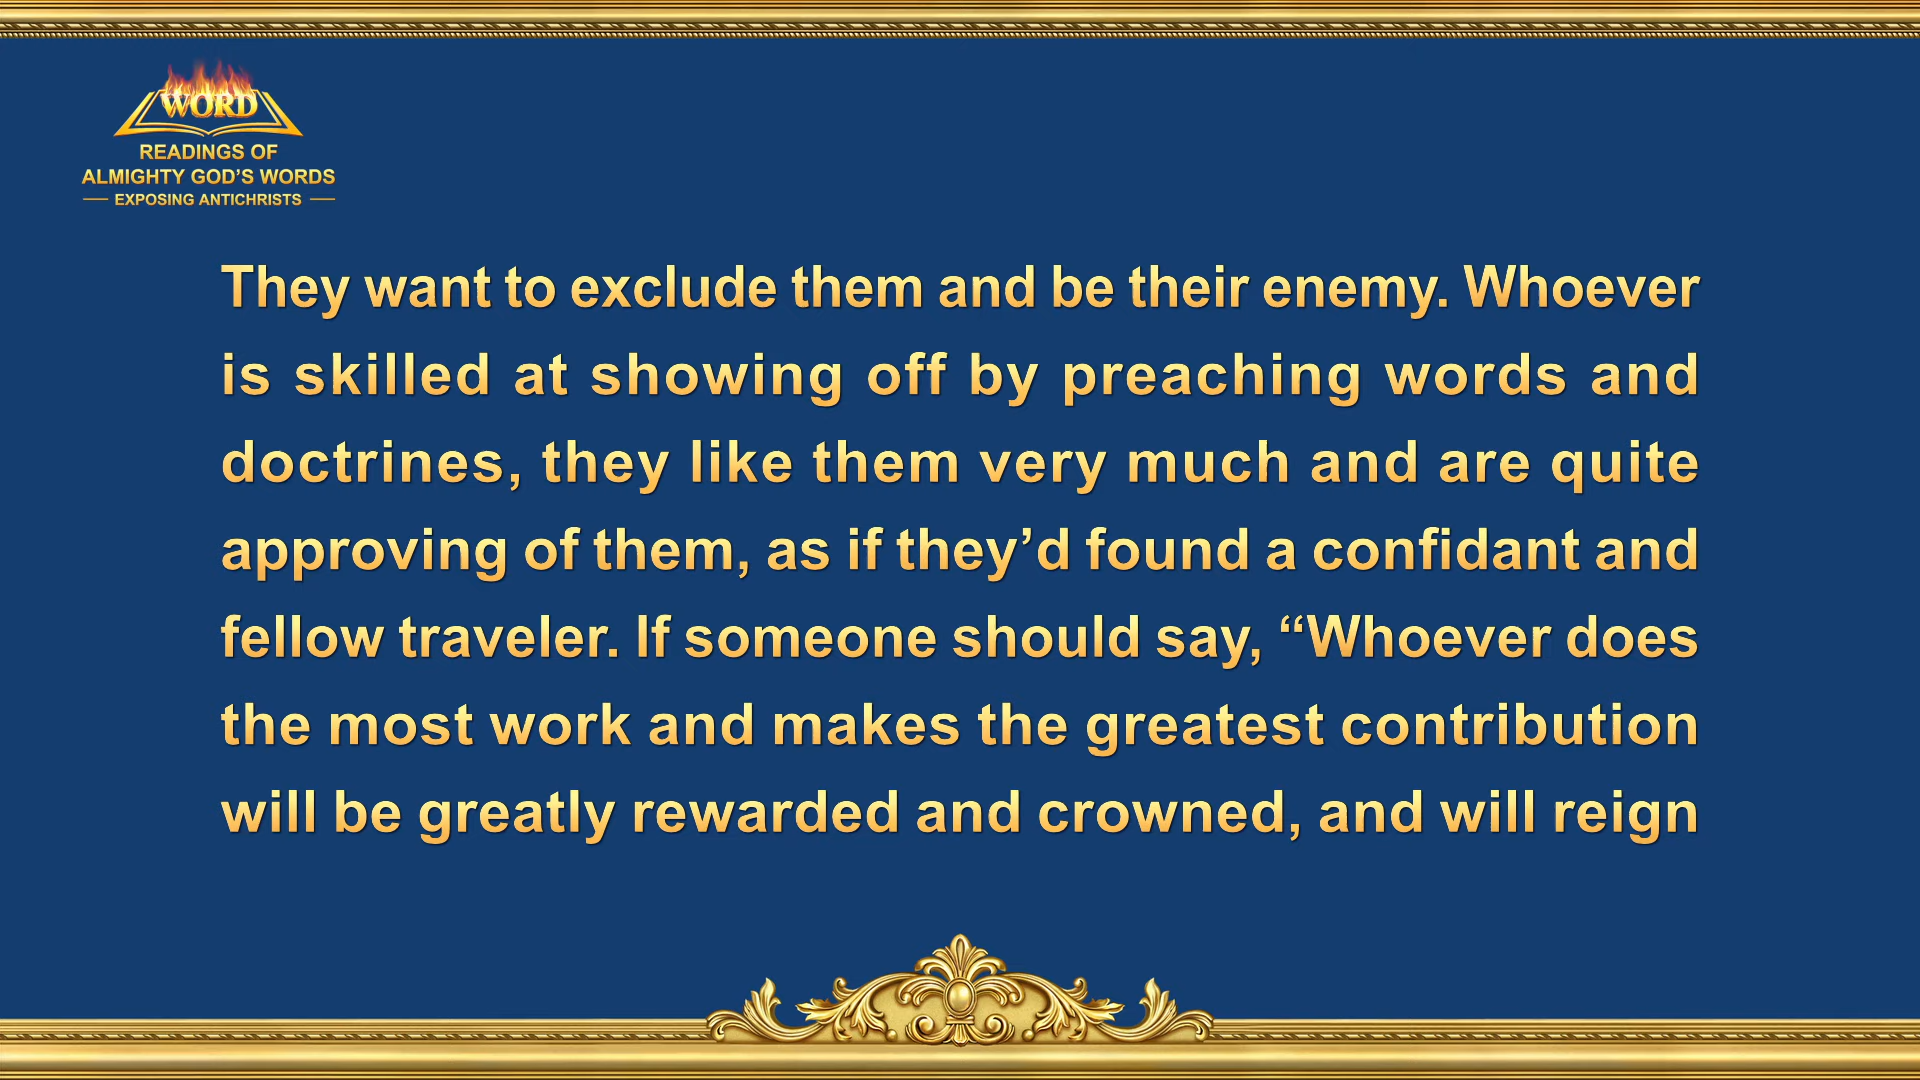 WORD
READINGS OF
ALMIGHTY GOD’S WORDS
EXPOSING ANTICHRISTS
They want to exclude them and be their enemy. Whoever
is skilled at showing off by preaching words and
doctrines, they like them very much and are quite
approving of them, as if they’d found a confidant and
fellow traveler. If someone should say, “Whoever does
the most work and makes the greatest contribution
will be greatly rewarded and crowned, and will reign